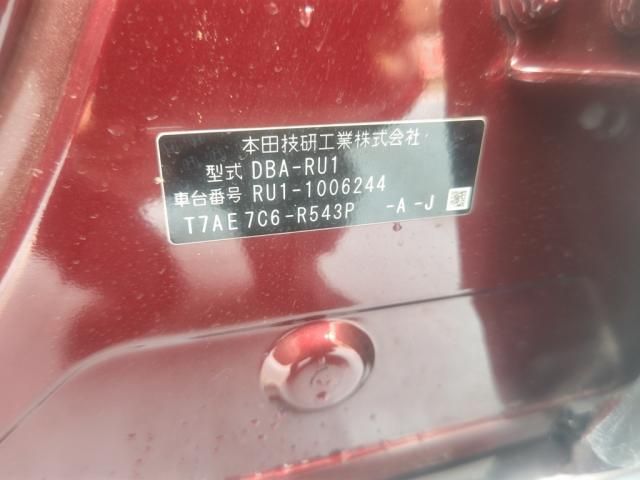 本田技研工業株式会社
型式 DBA-RU1
車台番号 RU1-1006244
T7AE 7C6-R543P -A -J